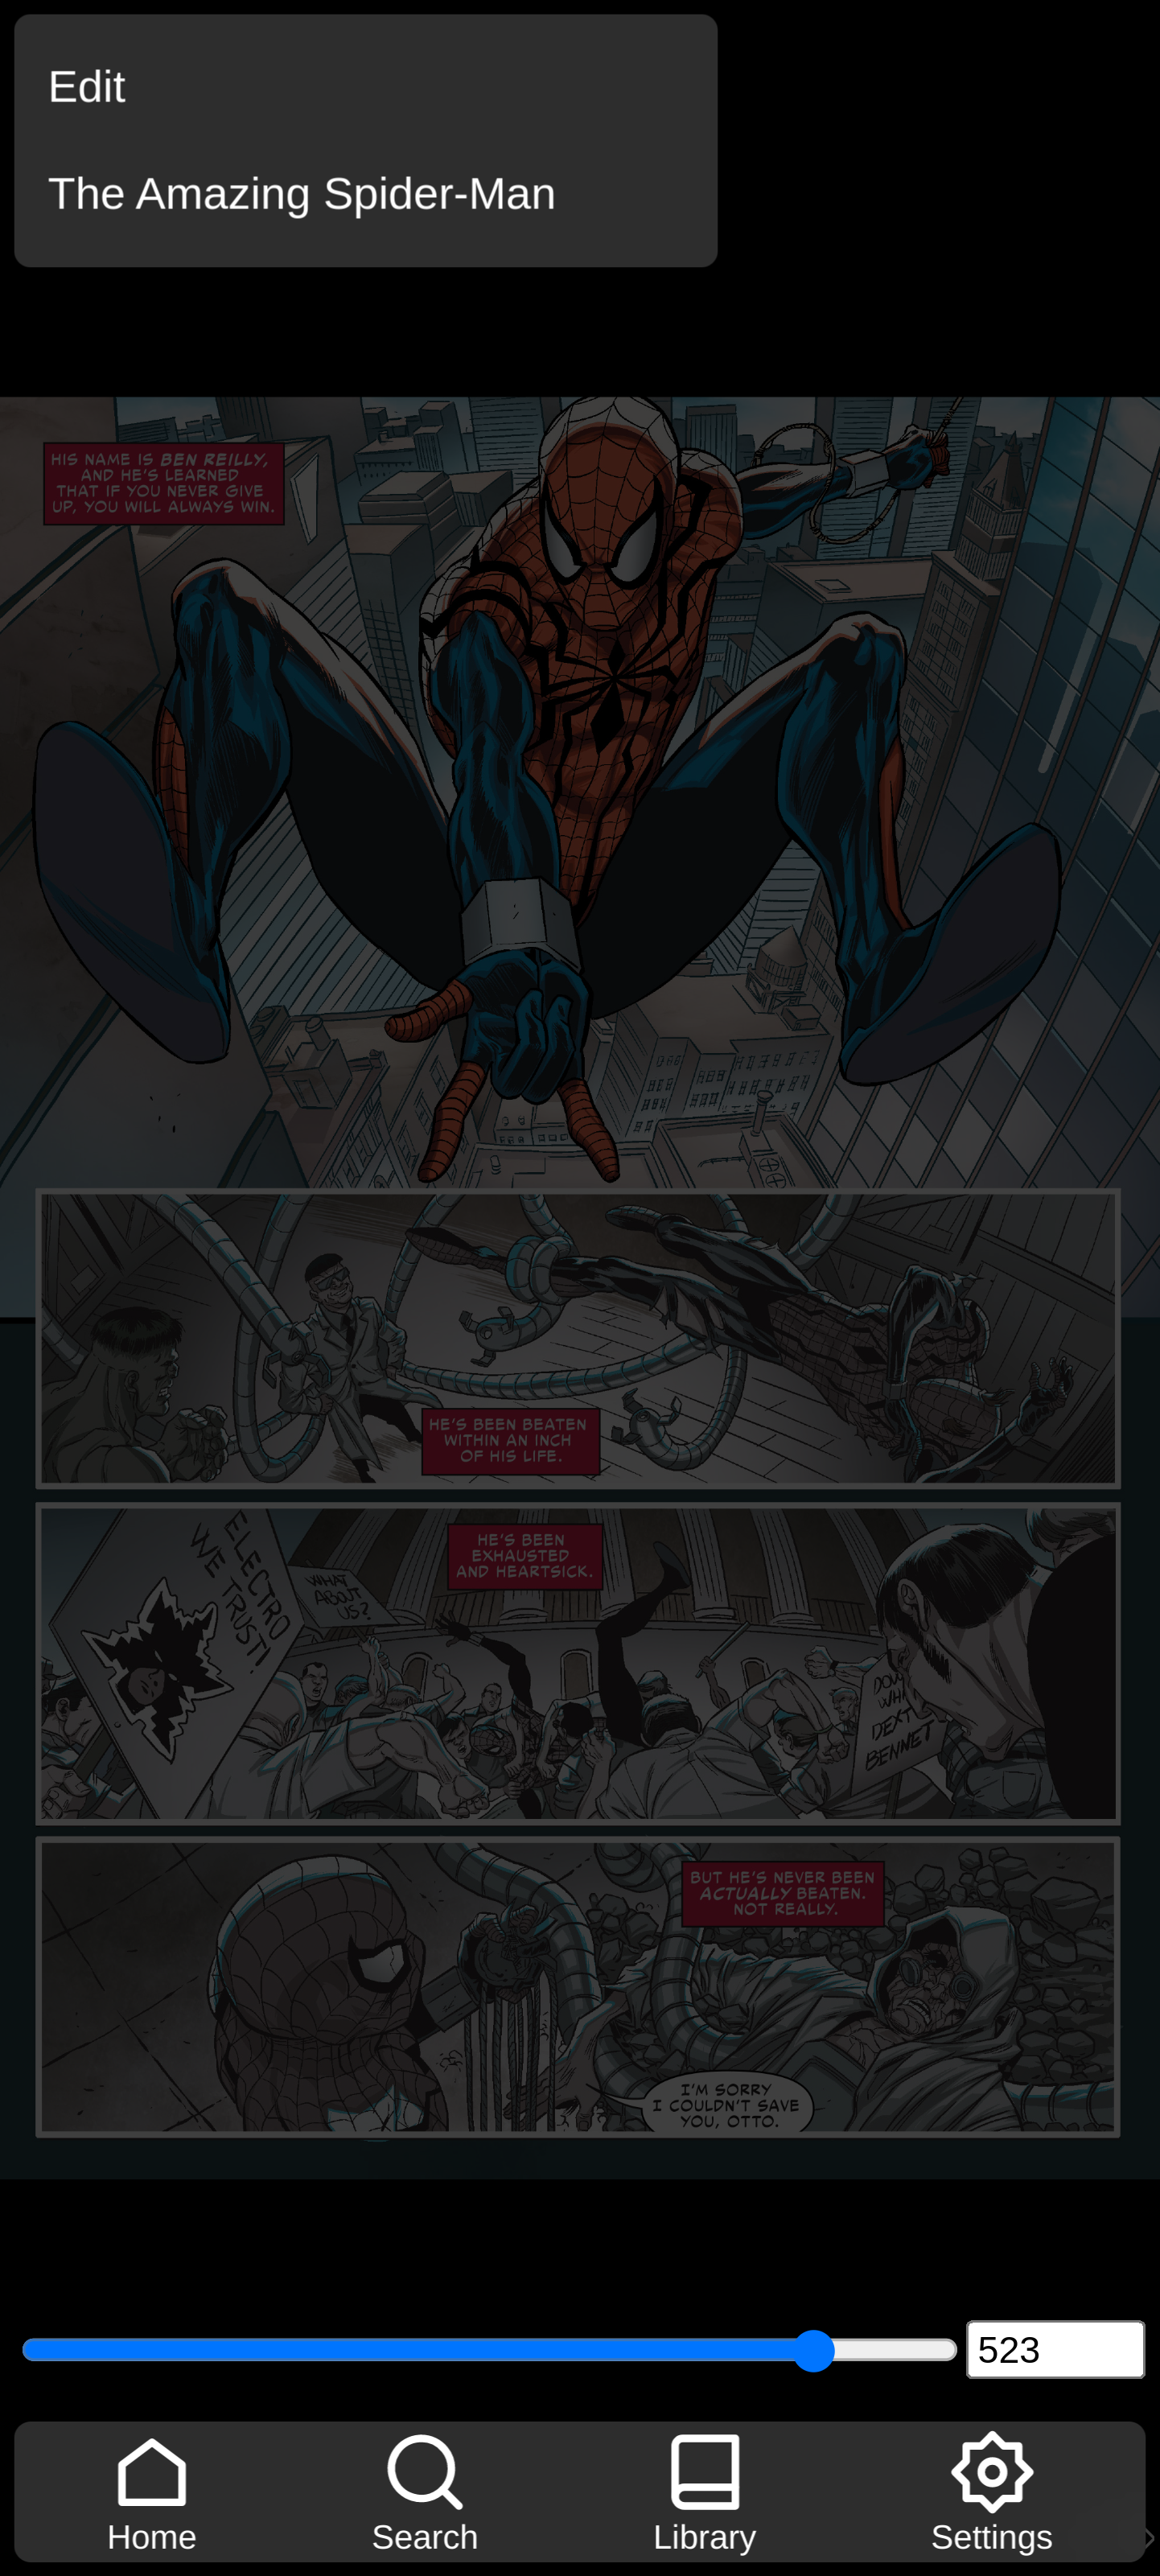 Edit
The Amazing Spider-Man
HIS NAME IS BEN REILLY,
AND HE'S LEARNED
THAT IF YOU NEVER GIVE
UP, YOU WILL ALWAYS WIN.
HE'S BEEN BEATEN
WITHIN AN INCH
OF HIS LIFE.
ELECTRO
WE TRUST!
WHAT
ABOUT
US?
HE'S BEEN
EXHAUSTED
AND HEARTSICK.
DEXT
BENNET
BUT HE'S NEVER BEEN
ACTUALLY BEATEN.
NOT REALLY.
I'M SORRY
I COULDN'T SAVE
YOU, OTTO.
523
Home
Search
Library
Settings